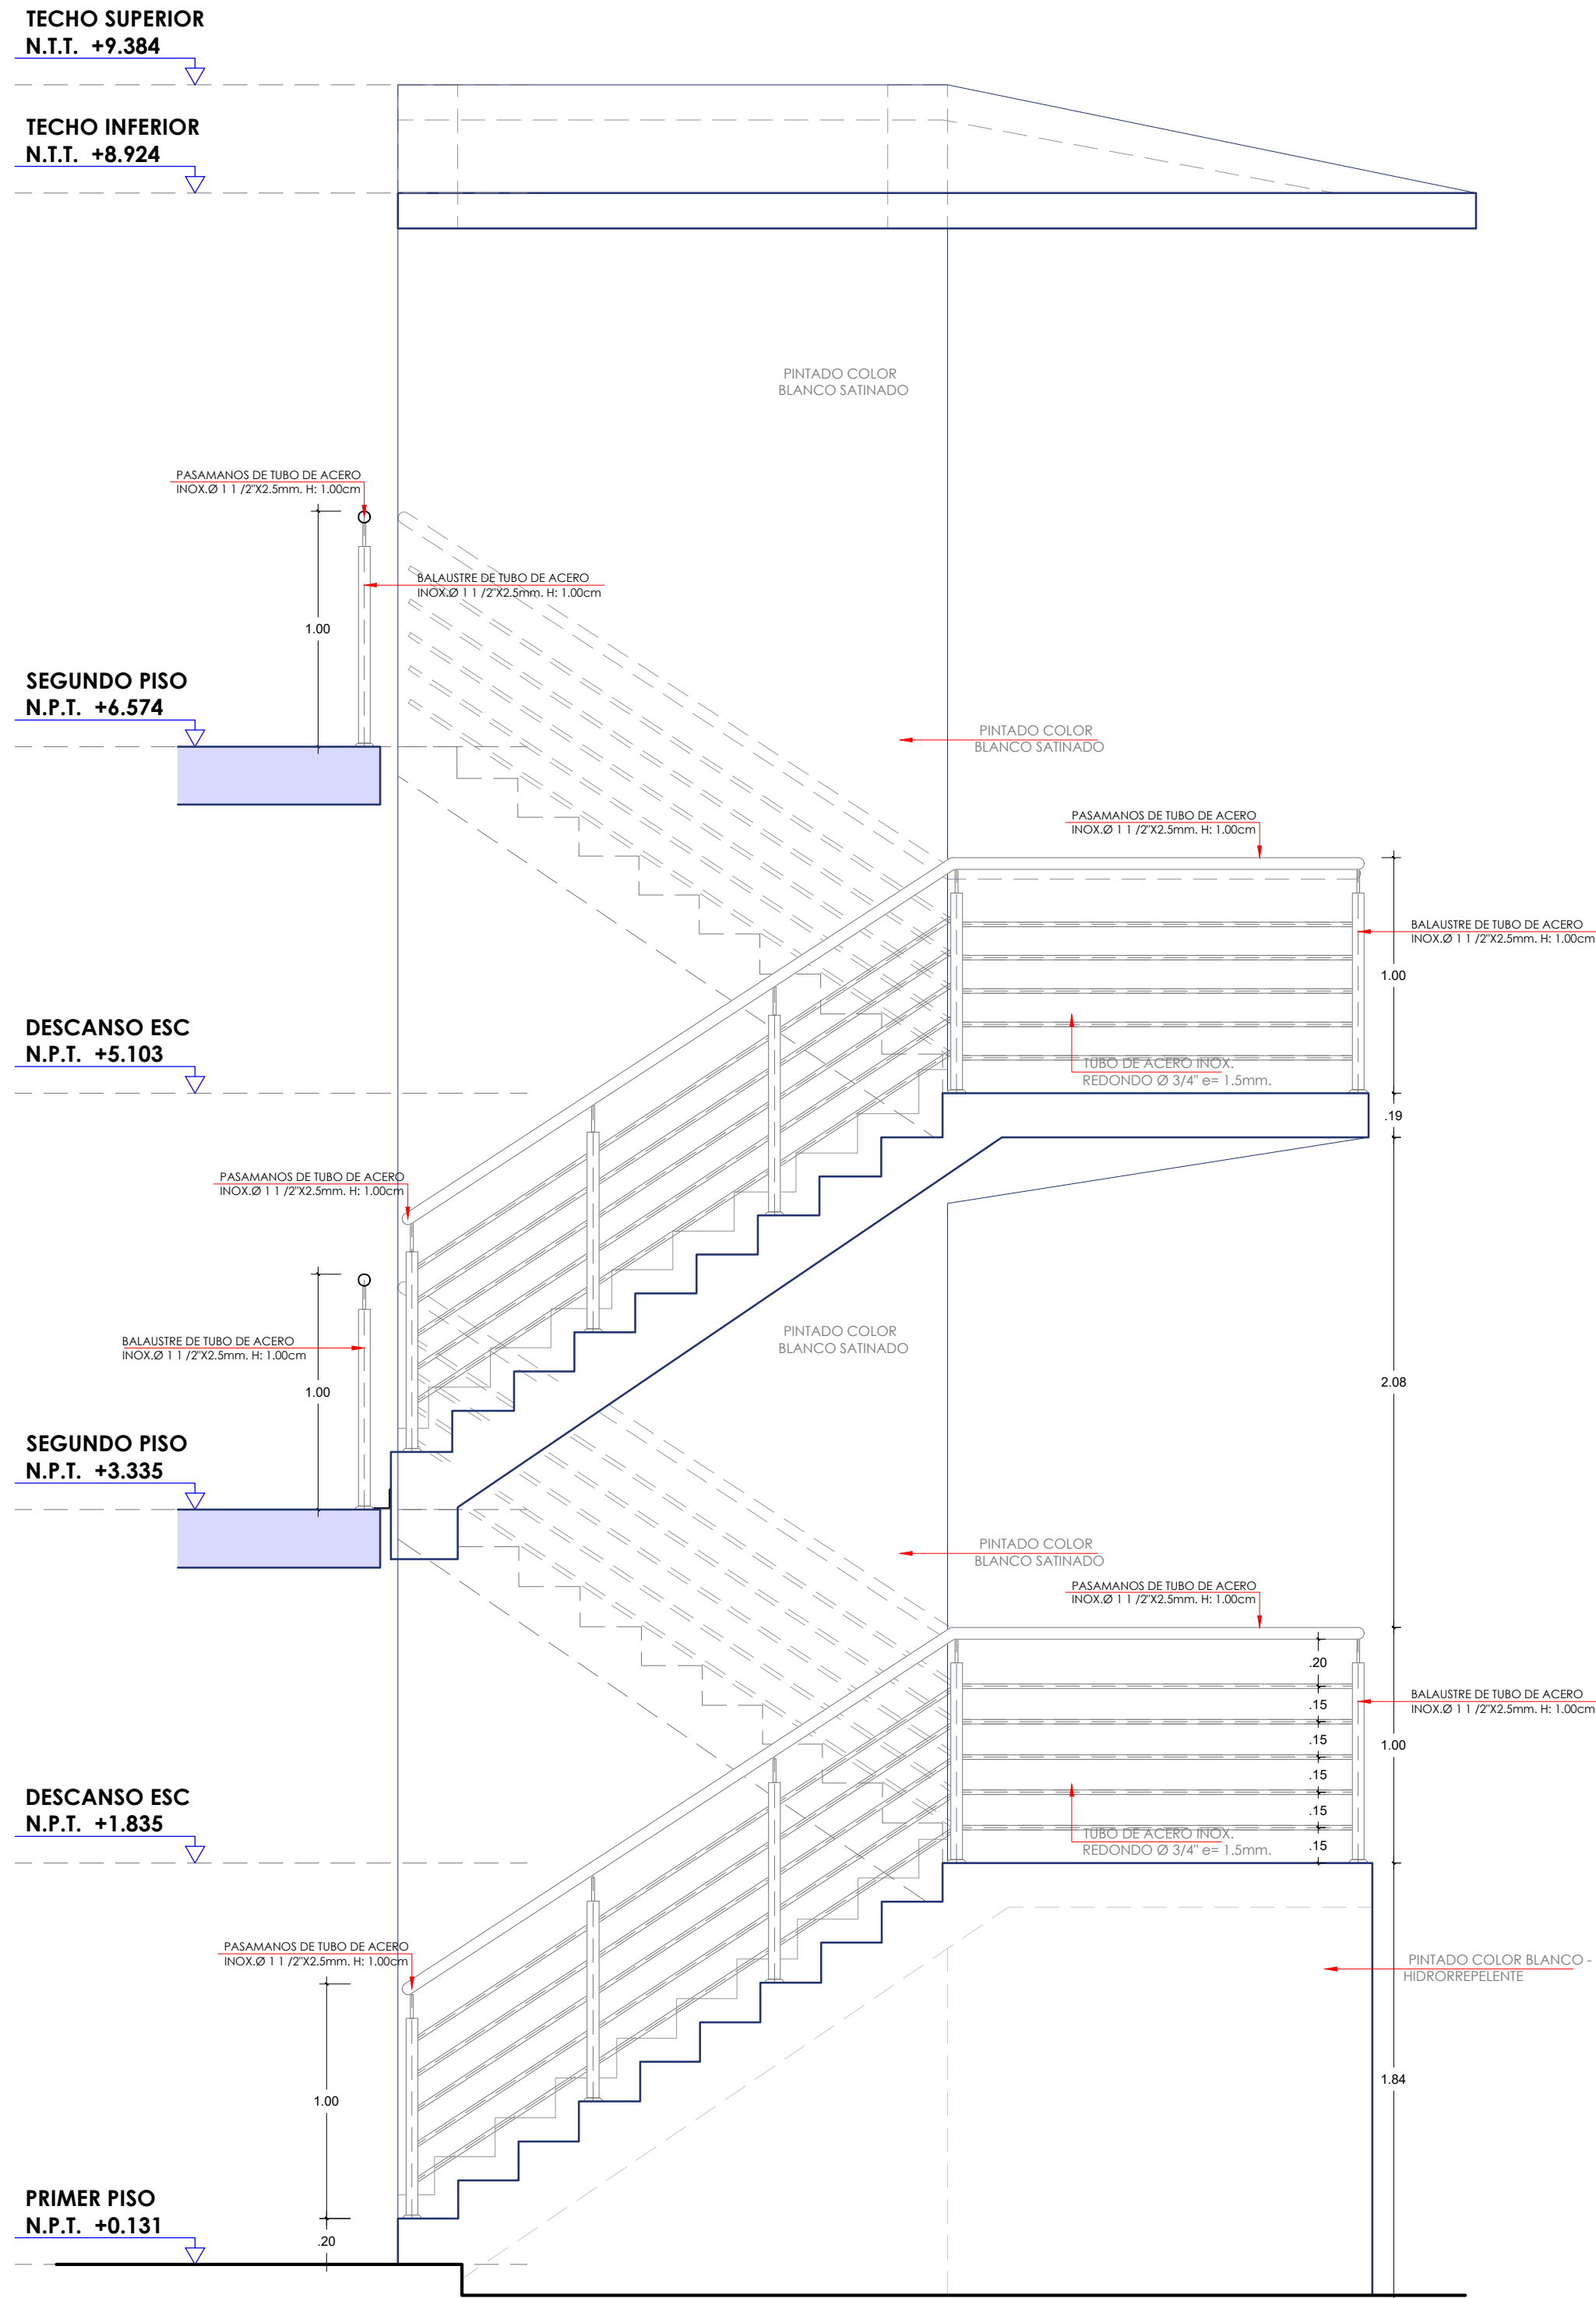 TECHO SUPERIOR
N.T.T. +9.384
TECHO INFERIOR
N.T.T. +8.924
PINTADO COLOR
BLANCO SATINADO
PASAMANOS DE TUBO DE ACERO
INOX.Ø 1 1 /2"X2.5mm. H: 1.00cm
BALAUSTRE DE TUBO DE ACERO
INOX.Ø 1 1 /2"X2.5mm. H: 1.00cm
1.00
SEGUNDO PISO
N.P.T. +6.574
PINTADO COLOR
BLANCO SATINADO
PASAMANOS DE TUBO DE ACERO
INOX.Ø 1 1 /2"X2.5mm. H: 1.00cm
BALAUSTRE DE TUBO DE ACERO
INOX.Ø 1 1 /2"X2.5mm. H: 1.00cm
1.00
DESCANSO ESC
N.P.T. +5.103
TUBO DE ACERO INOX.
REDONDO Ø 3/4" e= 1.5mm.
.19
PASAMANOS DE TUBO DE ACERO
INOX.Ø 1 1 /2"X2.5mm. H: 1.00cm
PINTADO COLOR
BLANCO SATINADO
BALAUSTRE DE TUBO DE ACERO
INOX.Ø 1 1 /2"X2.5mm. H: 1.00cm
1.00
2.08
SEGUNDO PISO
N.P.T. +3.335
PINTADO COLOR
BLANCO SATINADO
PASAMANOS DE TUBO DE ACERO
INOX.Ø 1 1 /2"X2.5mm. H: 1.00cm
.20
BALAUSTRE DE TUBO DE ACERO
INOX.Ø 1 1 /2"X2.5mm. H: 1.00cm
.15
.15
1.00
.15
.15
.15
DESCANSO ESC
N.P.T. +1.835
TUBO DE ACERO INOX.
REDONDO Ø 3/4" e= 1.5mm.
PASAMANOS DE TUBO DE ACERO
INOX.Ø 1 1 /2"X2.5mm. H: 1.00cm
PINTADO COLOR BLANCO -
HIDRORREPELENTE
1.00
1.84
PRIMER PISO
N.P.T. +0.131
.20